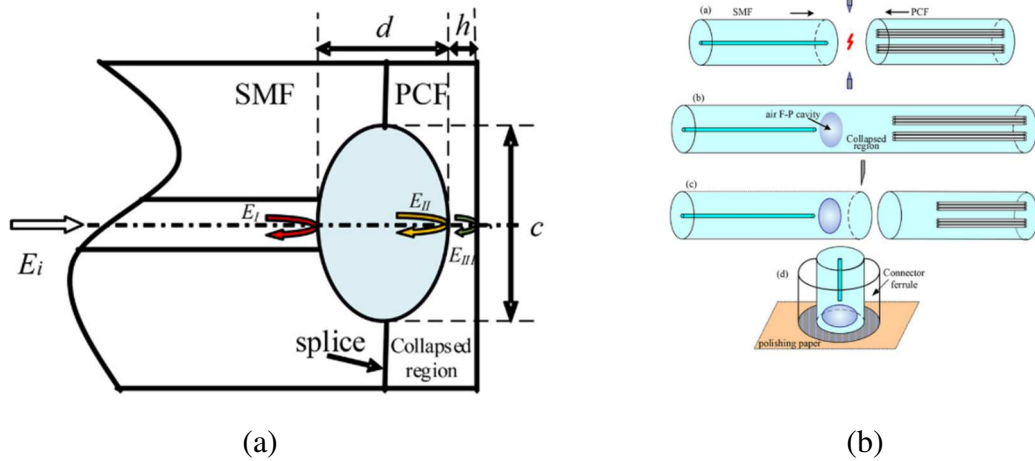 d
h
SMF
PCF
E_I
E_II
c
E_i
E_III
splice
Collapsed
region
(a)
(a)
SMF
PCF
(b)
air F-P cavity
Collapsed
region
(c)
(d)
Connector
ferrule
polishing paper
(b)